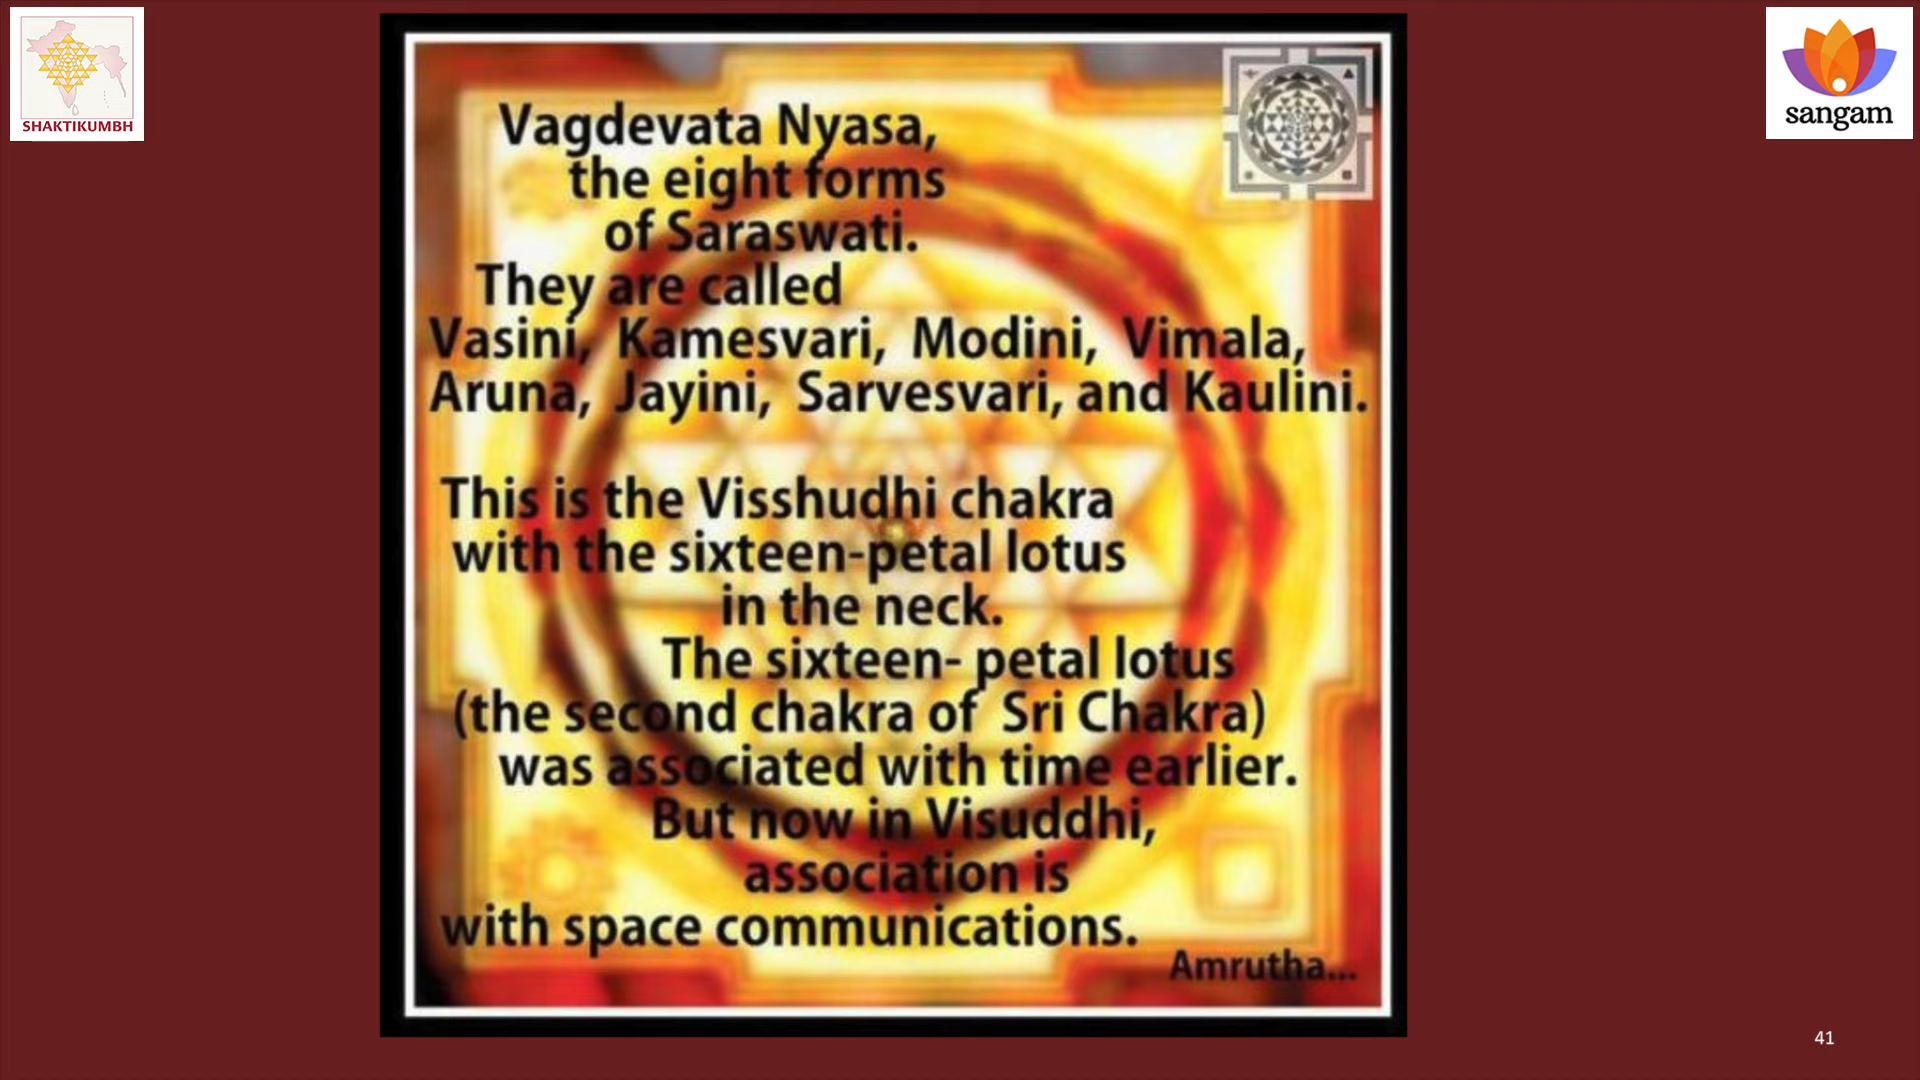 SHAKTIKUMBH
sangam
Vagdevata Nyasa,
the eight forms
of Saraswati.
They are called
Vasini, Kamesvari, Modini, Vimala,
Aruna, Jayini, Sarvesvari, and Kaulini.
This is the Visshudhi chakra
with the sixteen-petal lotus
in the neck.
The sixteen- petal lotus
(the second chakra of Sri Chakra)
was associated with time earlier.
But now in Visuddhi,
association is
with space communications.
Amrutha...
41